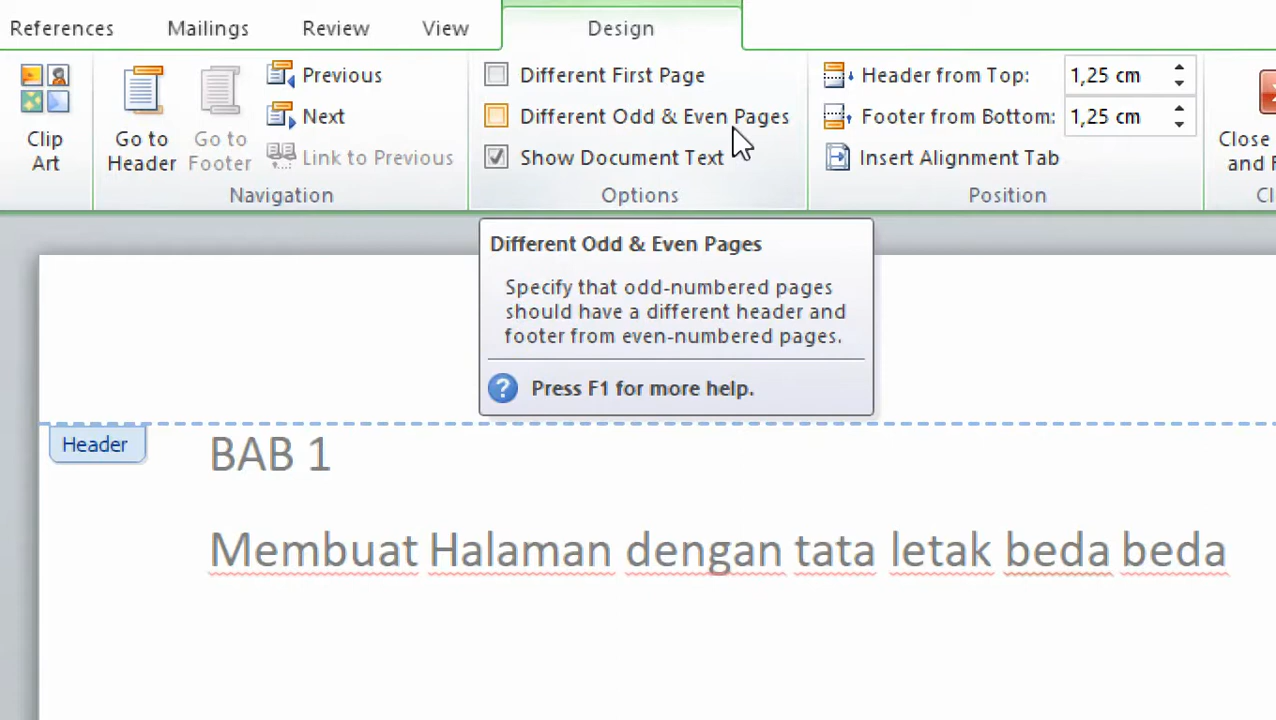 References Mailings Review View Design
Clip Art
Go to Header
Go to Footer
Previous
Next
Link to Previous
Navigation
Different First Page
Different Odd & Even Pages
Show Document Text
Options
Header from Top: 1,25 cm
Footer from Bottom: 1,25 cm
Insert Alignment Tab
Position
Close
Different Odd & Even Pages
Specify that odd-numbered pages
should have a different header and
footer from even-numbered pages.
Press F1 for more help.
Header
BAB 1
Membuat Halaman dengan tata letak beda beda